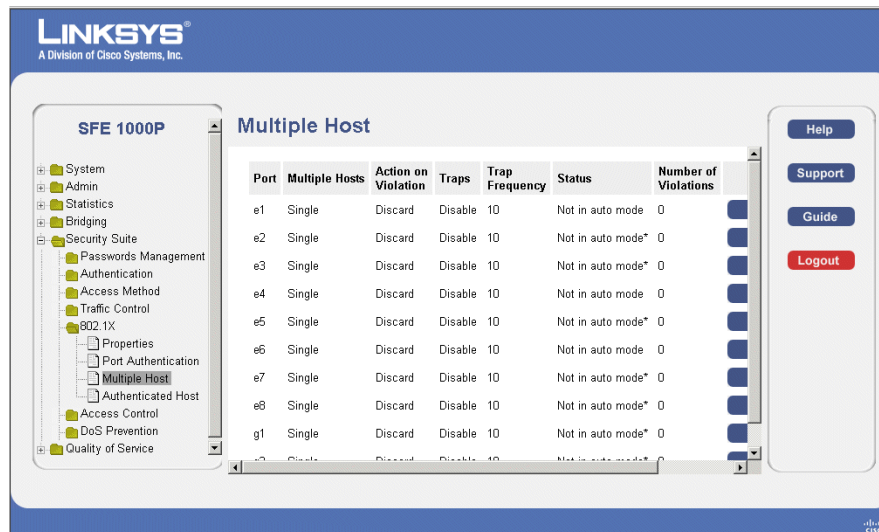 LINKSYS®
A Division of Cisco Systems, Inc.
SFE 1000P
System
Admin
Statistics
Bridging
Security Suite
Passwords Management
Authentication
Access Method
Traffic Control
802.1X
Properties
Port Authentication
Multiple Host
Authenticated Host
Access Control
DoS Prevention
Quality of Service
Multiple Host
Port Multiple Hosts Action on Violation Traps Trap Frequency Status Number of Violations
e1 Single Discard Disable 10 Not in auto mode 0
e2 Single Discard Disable 10 Not in auto mode* 0
e3 Single Discard Disable 10 Not in auto mode* 0
e4 Single Discard Disable 10 Not in auto mode 0
e5 Single Discard Disable 10 Not in auto mode* 0
e6 Single Discard Disable 10 Not in auto mode 0
e7 Single Discard Disable 10 Not in auto mode* 0
e8 Single Discard Disable 10 Not in auto mode* 0
g1 Single Discard Disable 10 Not in auto mode* 0
Help
Support
Guide
Logout